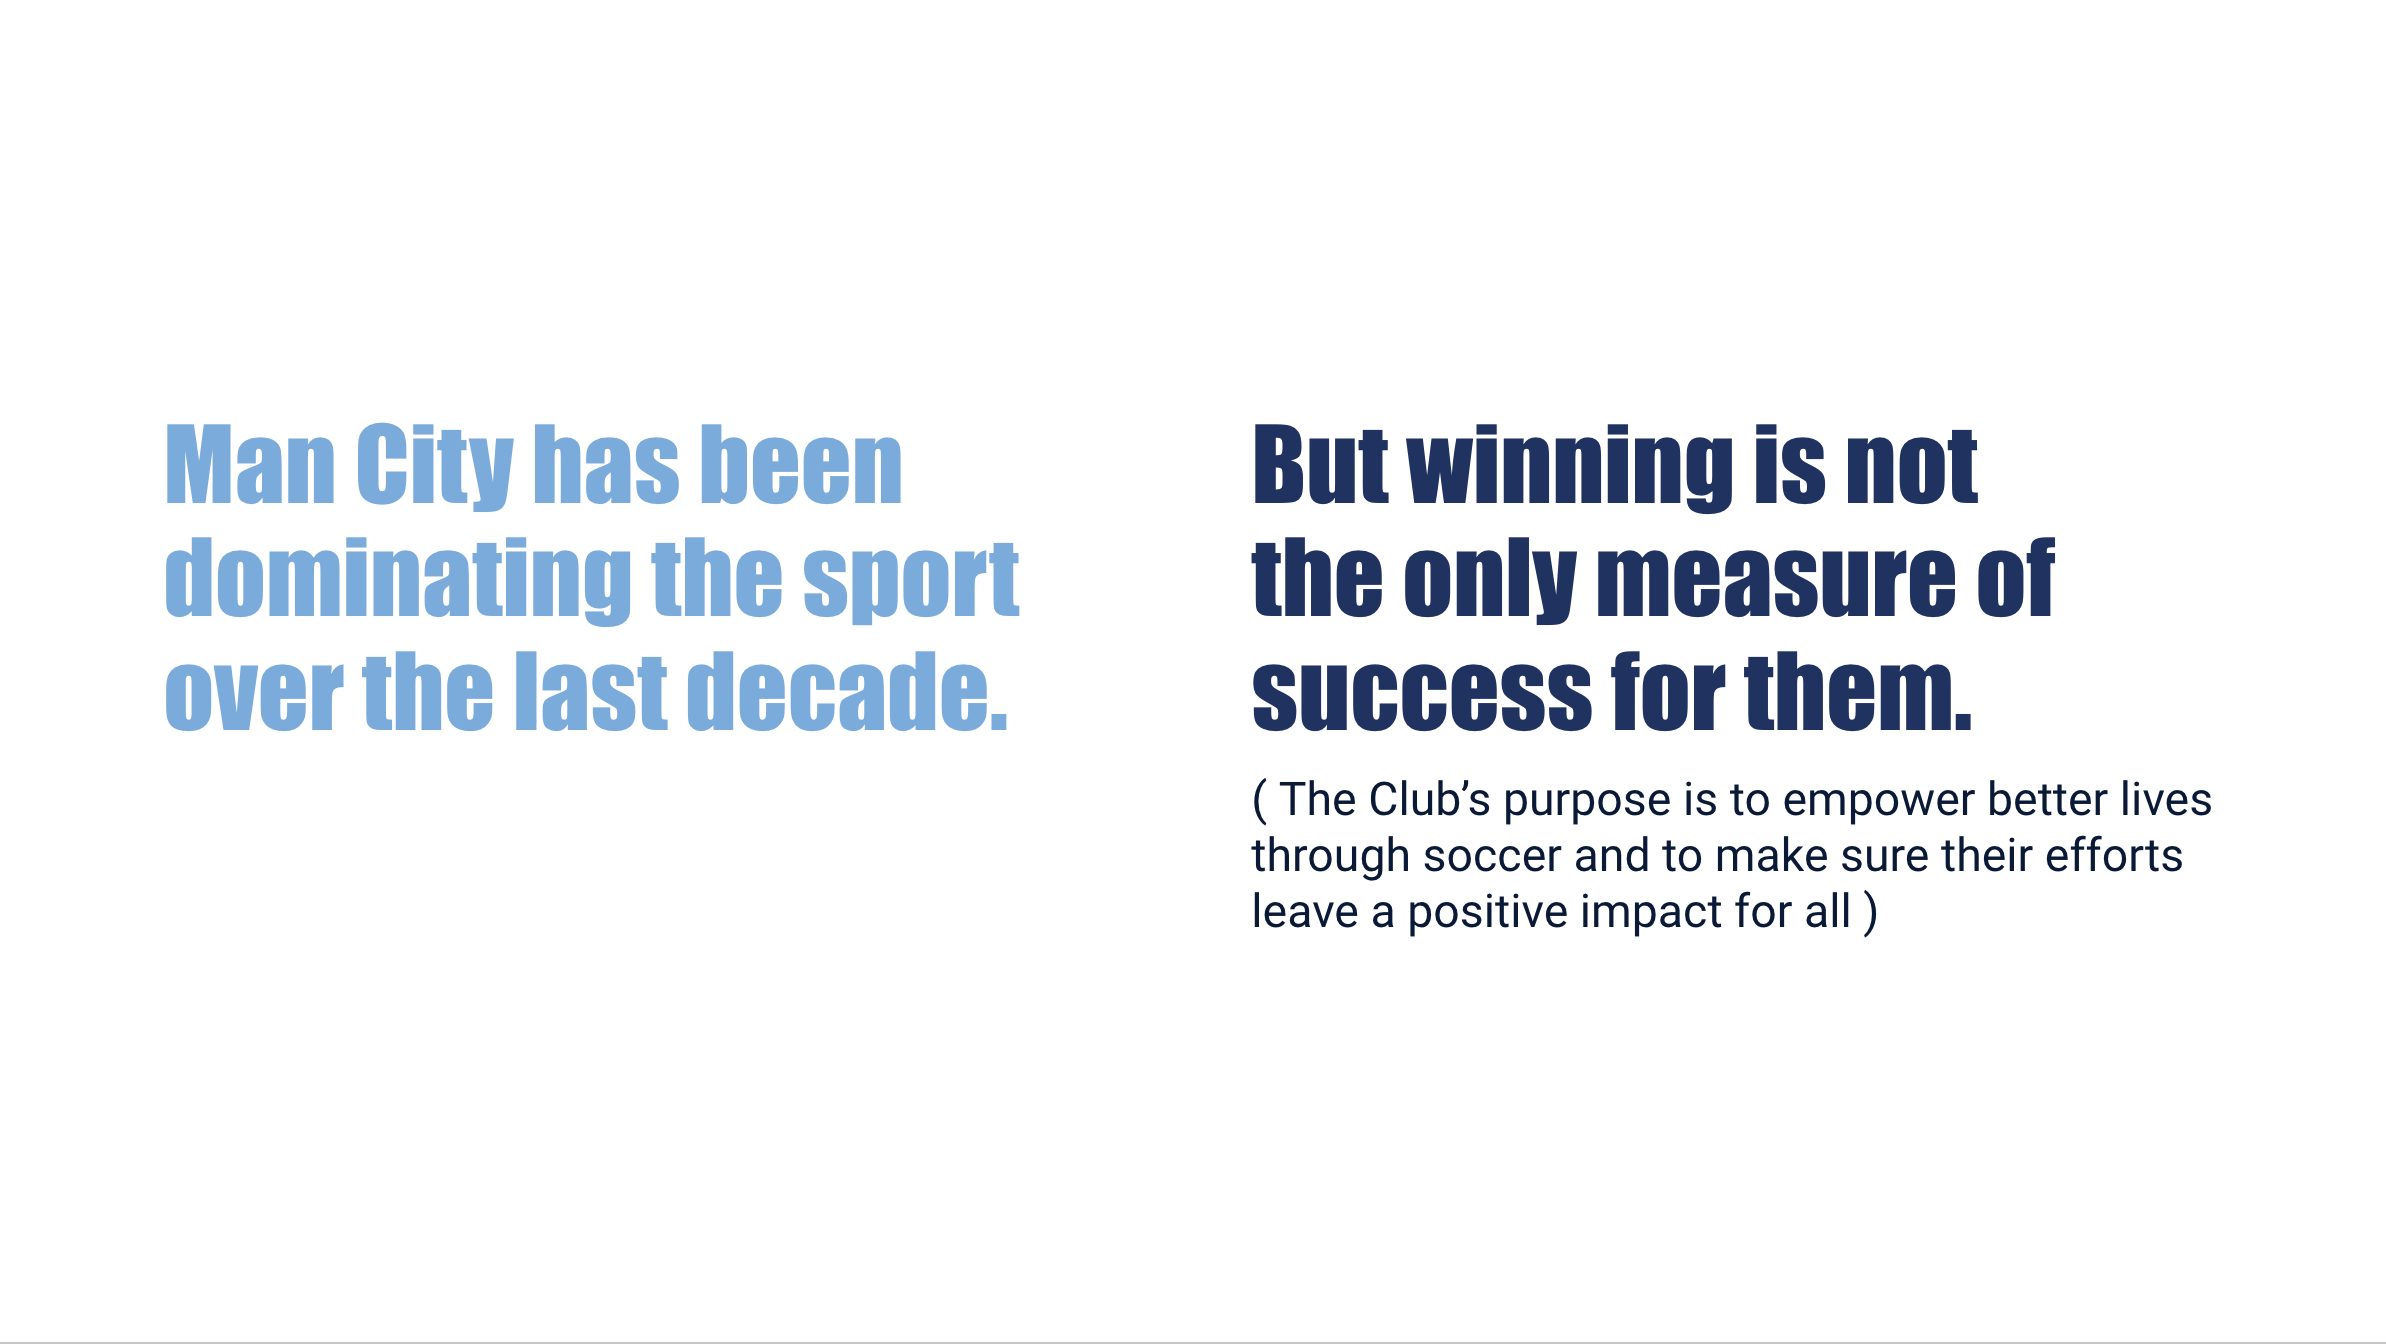 Man City has been
dominating the sport
over the last decade.
But winning is not
the only measure of
success for them.
( The Club’s purpose is to empower better lives
through soccer and to make sure their efforts
leave a positive impact for all )